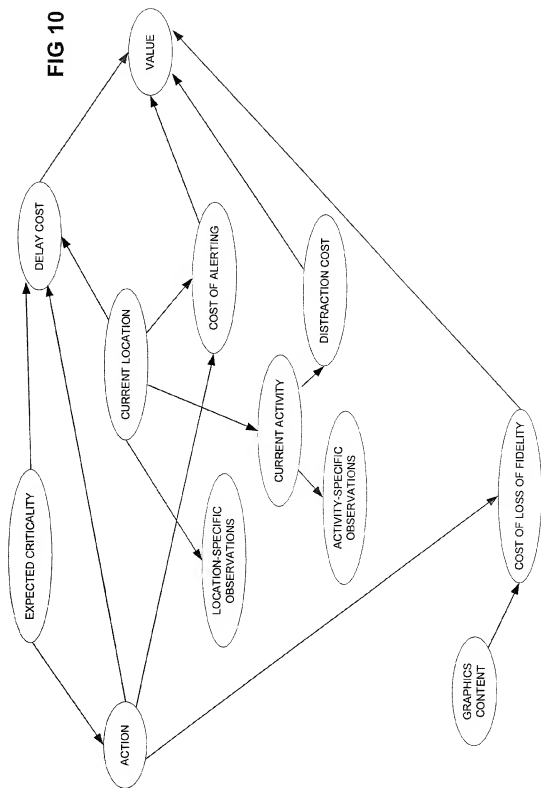 EXPECTED CRITICALITY
DELAY COST
FIG 10
ACTION
CURRENT LOCATION
VALUE
LOCATION-SPECIFIC
OBSERVATIONS
COST OF ALERTING
CURRENT ACTIVITY
DISTRACTION COST
ACTIVITY-SPECIFIC
OBSERVATIONS
GRAPHICS
CONTENT
COST OF LOSS OF FIDELITY